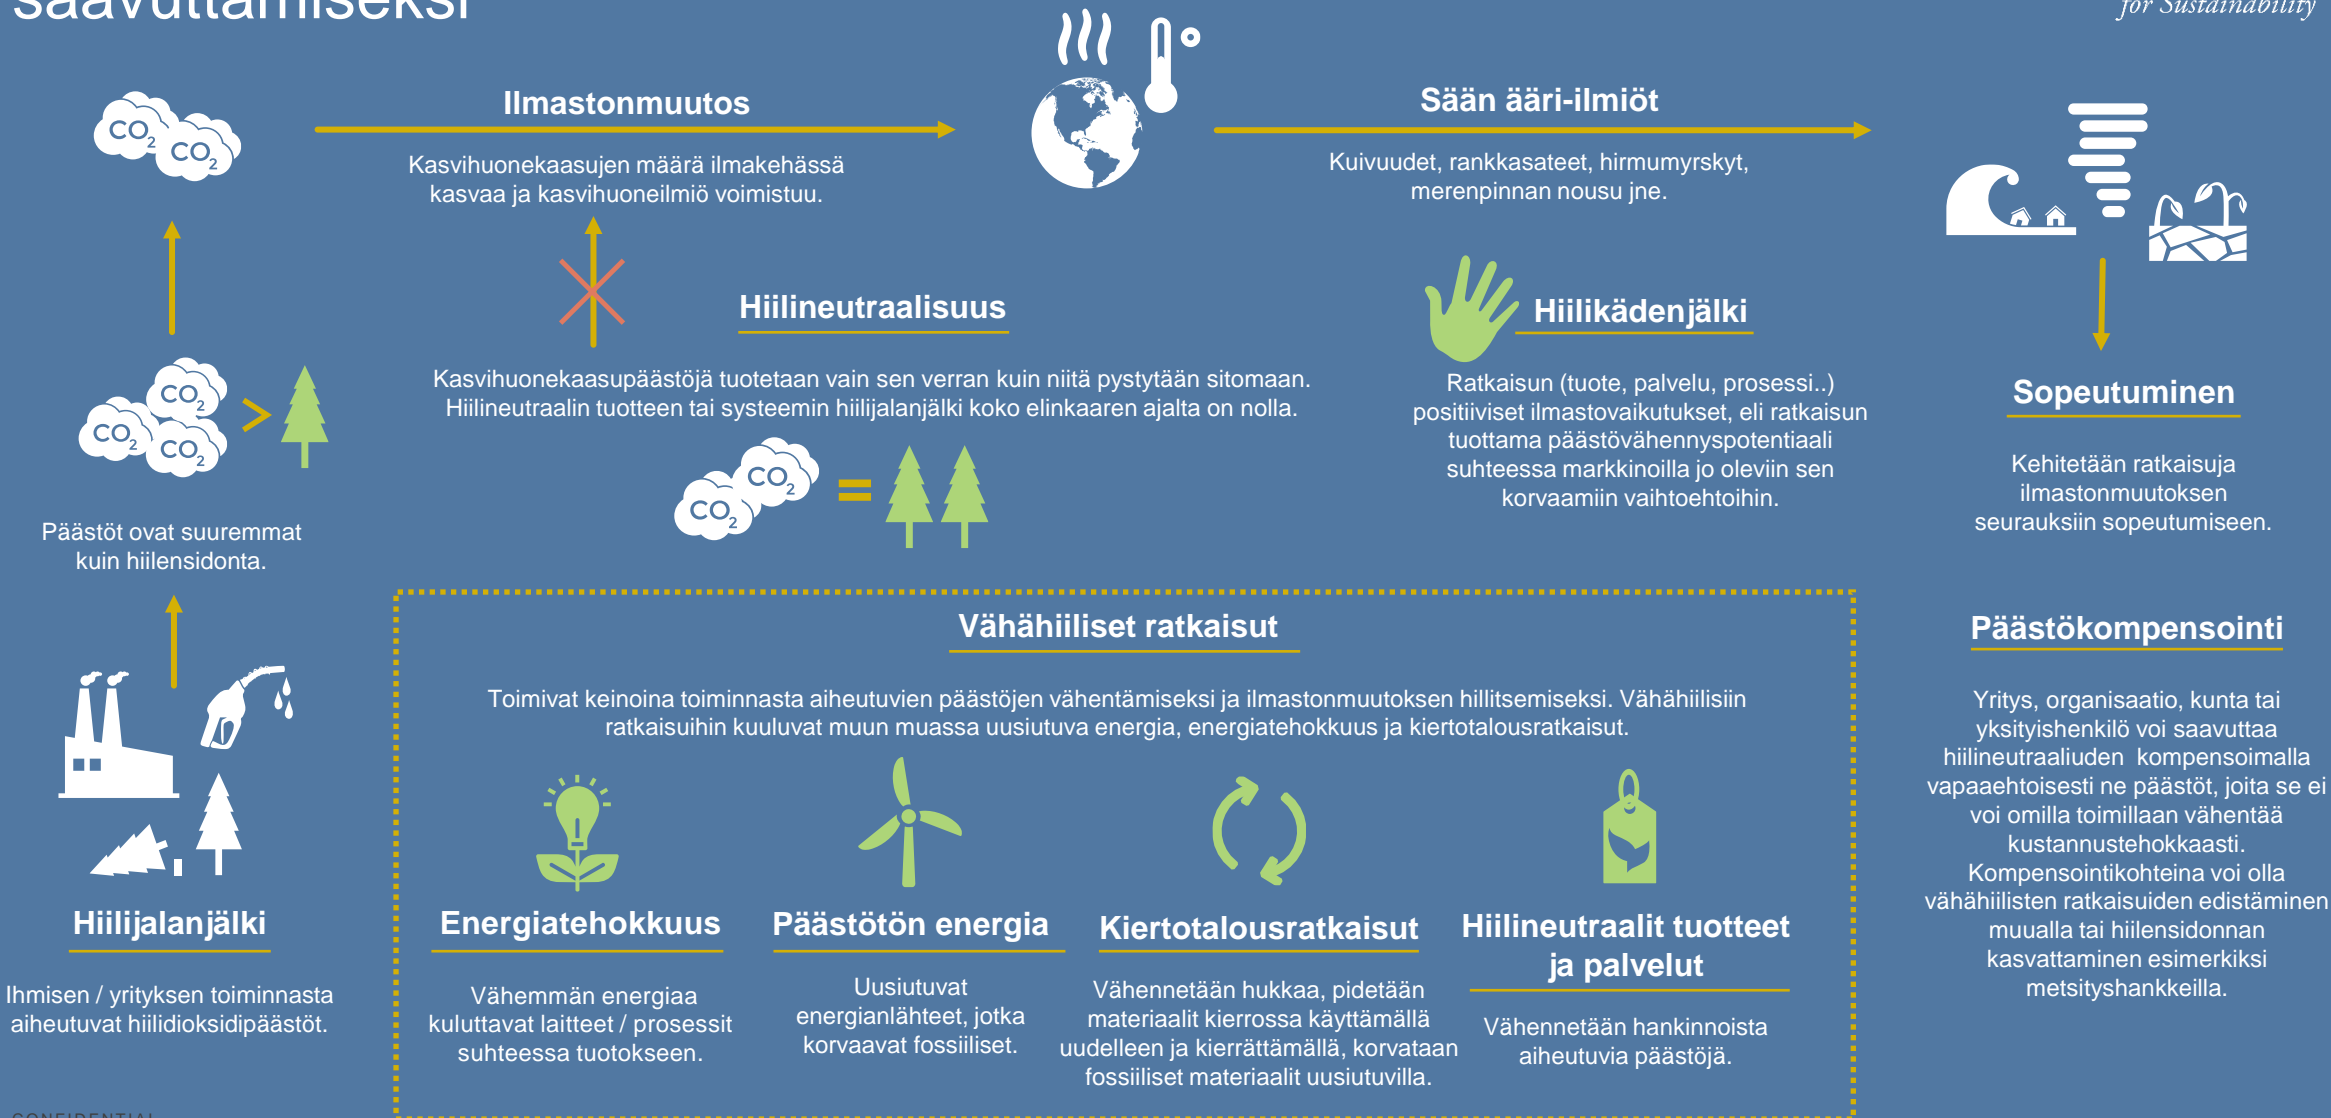 saavuttamiseksi
for Sustainability
CO2
CO2
Ilmastonmuutos
Kasvihuonekaasujen määrä ilmakehässä
kasvaa ja kasvihuoneilmiö voimistuu.
Sään ääri-ilmiöt
Kuivuudet, rankkasateet, hirmumyrskyt,
merenpinnan nousu jne.
CO2
CO2
CO2
>
Päästöt ovat suuremmat
kuin hiilensidonta.
Hiilineutraalisuus
Kasvihuonekaasupäästöjä tuotetaan vain sen verran kuin niitä pystytään sitomaan.
Hiilineutraalin tuotteen tai systeemin hiilijalanjälki koko elinkaaren ajalta on nolla.
CO2
CO2
=
Hiilikädenjälki
Ratkaisun (tuote, palvelu, prosessi..)
positiiviset ilmastovaikutukset, eli ratkaisun
tuottama päästövähennyspotentiaali
suhteessa markkinoilla jo oleviin sen
korvaamiin vaihtoehtoihin.
Sopeutuminen
Kehitetään ratkaisuja
ilmastonmuutoksen
seurauksiin sopeutumiseen.
Hiilijalanjälki
Ihmisen / yrityksen toiminnasta
aiheutuvat hiilidioksidipäästöt.
Vähähiiliset ratkaisut
Toimivat keinoina toiminnasta aiheutuvien päästöjen vähentämiseksi ja ilmastonmuutoksen hillitsemiseksi. Vähähiilisiin
ratkaisuihin kuuluvat muun muassa uusiutuva energia, energiatehokkuus ja kiertotalousratkaisut.
Energiatehokkuus
Vähemmän energiaa
kuluttavat laitteet / prosessit
suhteessa tuotokseen.
Päästötön energia
Uusiutuvat
energianlähteet, jotka
korvaavat fossiiliset.
Kiertotalousratkaisut
Vähennetään hukkaa, pidetään
materiaalit kierrossa käyttämällä
uudelleen ja kierrättämällä, korvataan
fossiiliset materiaalit uusiutuvilla.
Hiilineutraalit tuotteet
ja palvelut
Vähennetään hankinnoista
aiheutuvia päästöjä.
Päästökompensointi
Yritys, organisaatio, kunta tai
yksityishenkilö voi saavuttaa
hiilineutraaliuden kompensoimalla
vapaaehtoisesti ne päästöt, joita se ei
voi omilla toimillaan vähentää
kustannustehokkaasti.
Kompensointikohteina voi olla
vähähiilisten ratkaisuiden edistäminen
muualla tai hiilensidonnan
kasvattaminen esimerkiksi
metsityshankkeilla.
CONFIDENTIAL